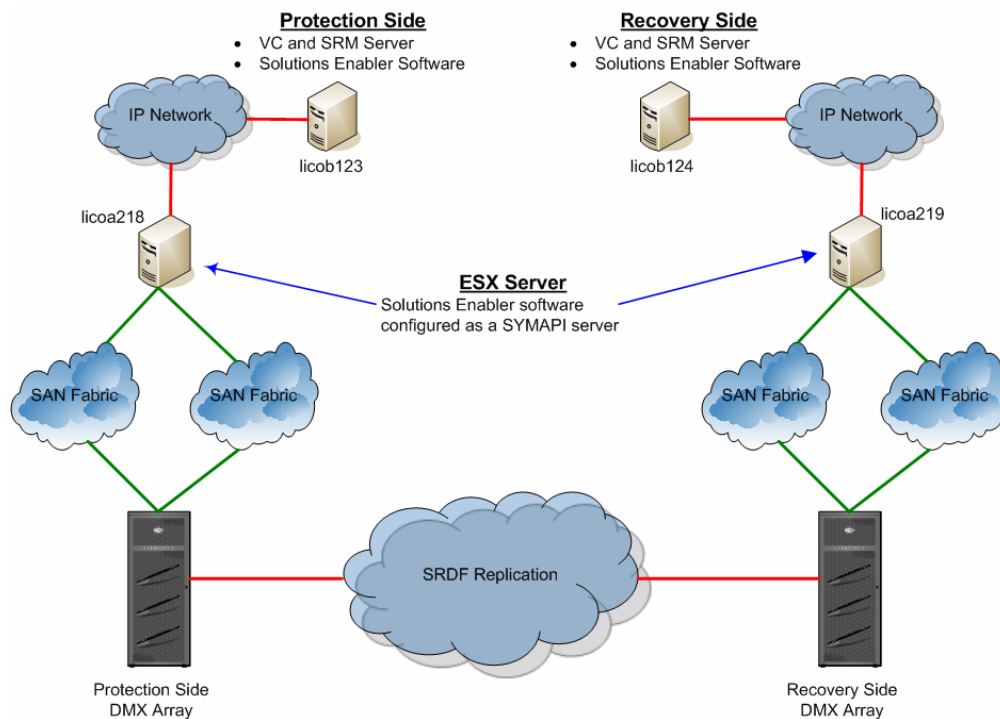 Protection Side
• VC and SRM Server
• Solutions Enabler Software
Recovery Side
• VC and SRM Server
• Solutions Enabler Software
IP Network
licob123
licob124
IP Network
licoa218
licoa219
ESX Server
Solutions Enabler software
configured as a SYMAPI server
SAN Fabric
SAN Fabric
SAN Fabric
SAN Fabric
SRDF Replication
Protection Side
DMX Array
Recovery Side
DMX Array